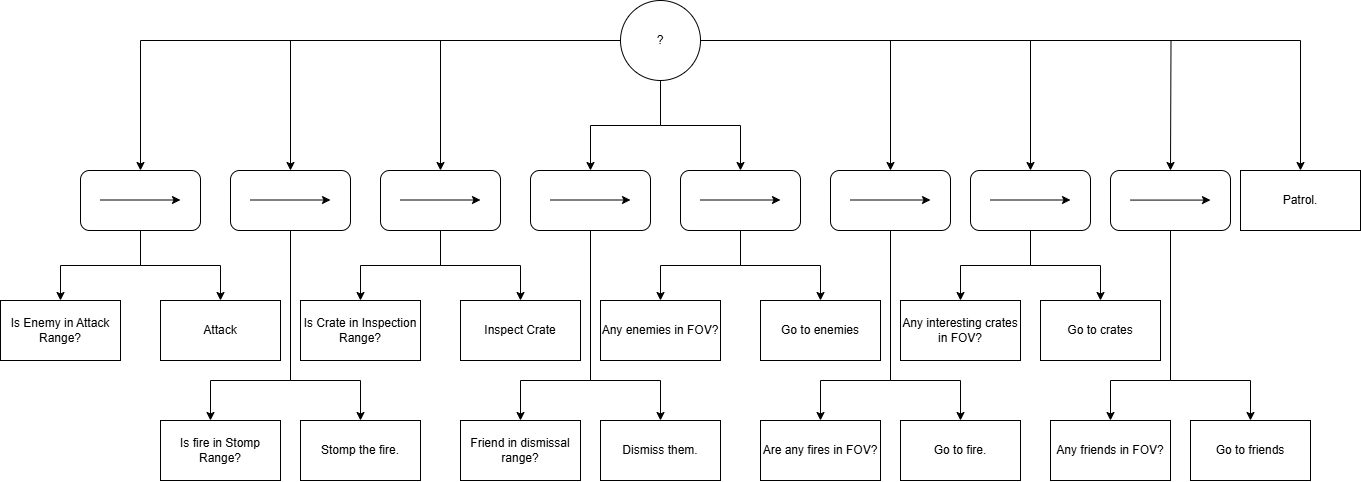 ?
Patrol.
Is Enemy in Attack
Range?
Attack
Is Crate in Inspection
Range?
Inspect Crate
Any enemies in FOV?
Go to enemies
Any interesting crates
in FOV?
Go to crates
Is fire in Stomp
Range?
Stomp the fire.
Friend in dismissal
range?
Dismiss them.
Are any fires in FOV?
Go to fire.
Any friends in FOV?
Go to friends